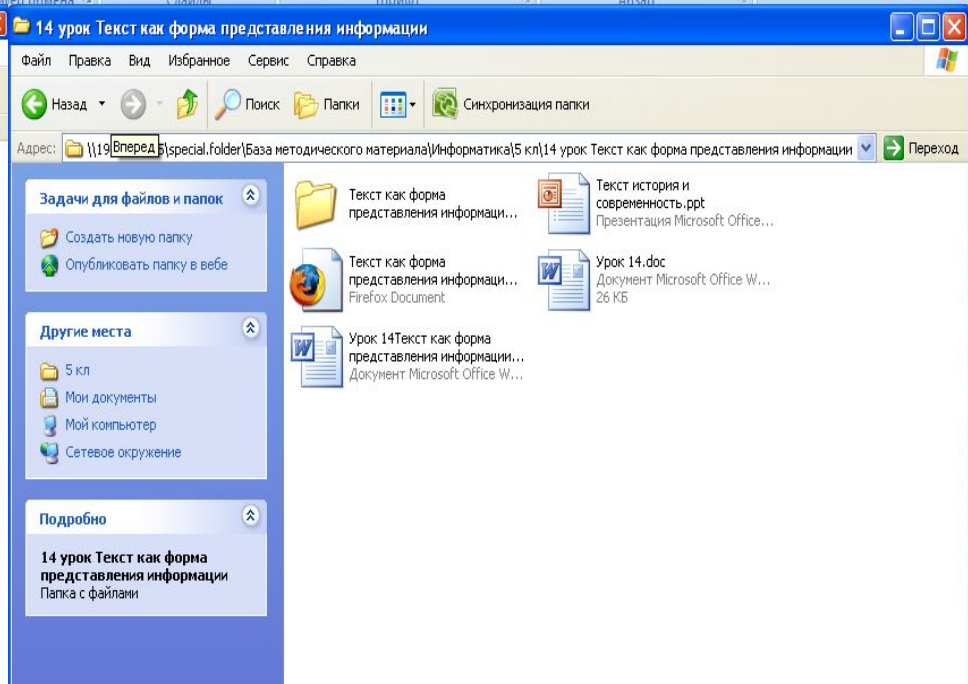 14 урок Текст как форма представления информации
Файл Правка Вид Избранное Сервис Справка
Назад Поиск Папки Синхронизация папки
Адрес: \\19 Вперед 5\special.folder\База методического материала\Информатика\5 кл\14 урок Текст как форма представления информации Переход
Задачи для файлов и папок
Создать новую папку
Опубликовать папку в вебе
Другие места
5 кл
Мои документы
Мой компьютер
Сетевое окружение
Подробно
14 урок Текст как форма
представления информации
Папка с файлами
Текст как форма
представления информаци...
Текст история и
современность.ppt
Презентация Microsoft Office...
Текст как форма
представления информаци...
Firefox Document
Урок 14.doc
Документ Microsoft Office W...
26 КБ
Урок 14Текст как форма
представления информации...
Документ Microsoft Office W...